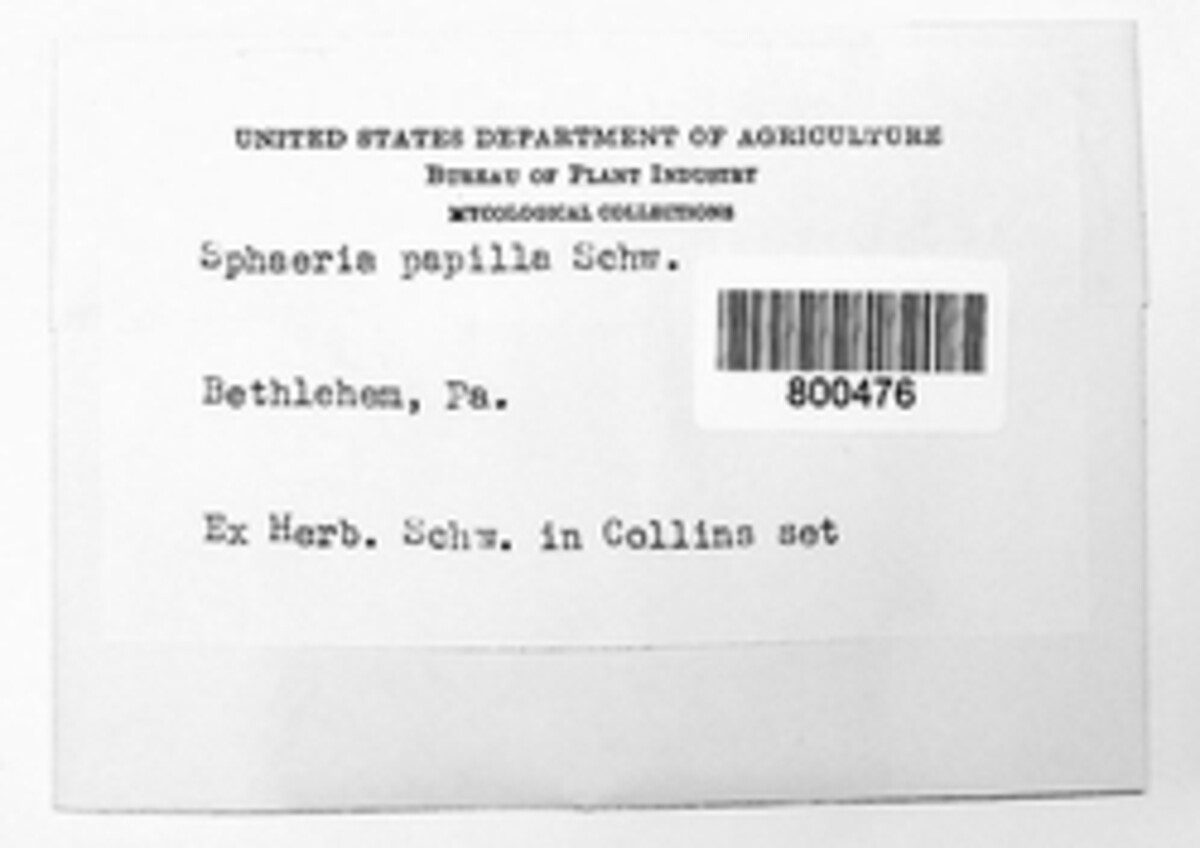 UNITED STATES DEPARTMENT OF AGRICULTURE
BUREAU OF PLANT INDUSTRY
MYCOLOGICAL COLLECTIONS
Sphaeria papilla Schw.
800476
Bethlehem, Pa.
Ex Herb. Schw. in Collins set